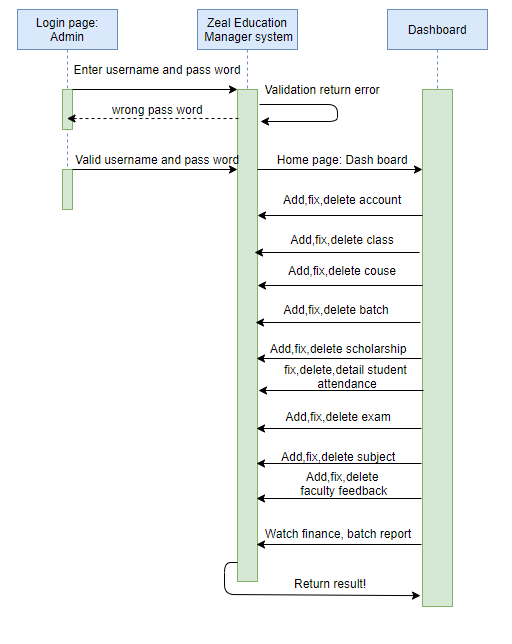 Login page:
Admin
Zeal Education
Manager system
Dashboard
Enter username and pass word
Validation return error
wrong pass word
Valid username and pass word
Home page: Dash board
Add,fix,delete account
Add,fix,delete class
Add,fix,delete couse
Add,fix,delete batch
Add,fix,delete scholarship
fix,delete,detail student
attendance
Add,fix,delete exam
Add,fix,delete subject
Add,fix,delete
faculty feedback
Watch finance, batch report
Return result!